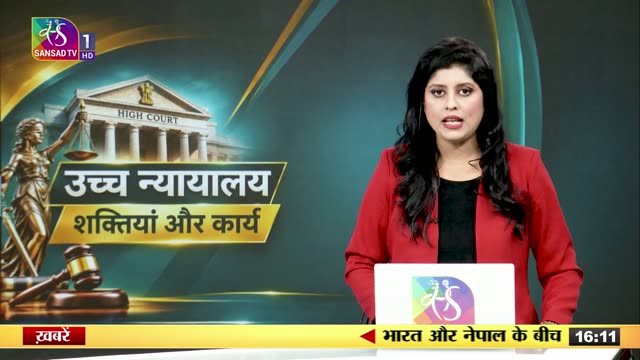 SANSAD TV
1
HD
HIGH COURT
उच्च न्यायालय
शक्तियां और कार्य
ख़बरें
भारत और नेपाल के बीच
16:11